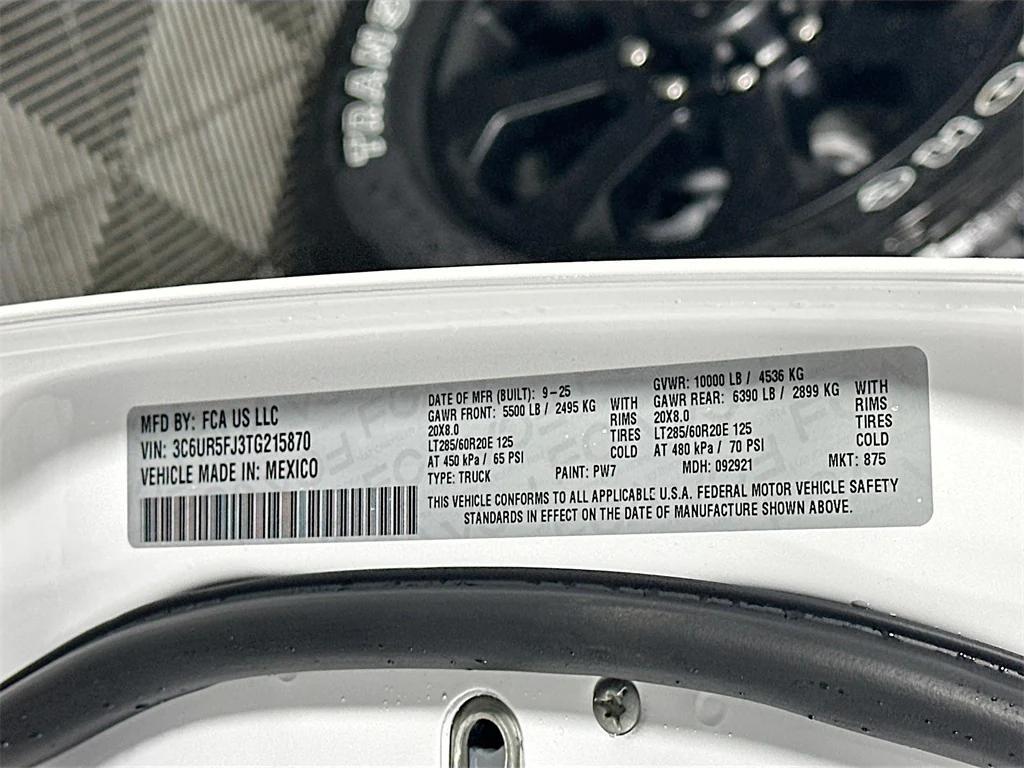 TRANS
MFD BY: FCA US LLC
VIN: 3C6UR5FJ3TG215870
VEHICLE MADE IN: MEXICO
DATE OF MFR (BUILT): 9-25
GAWR FRONT: 5500 LB / 2495 KG
20X8.0
LT285/60R20E 125
AT 450 kPa / 65 PSI
TYPE: TRUCK
WITH
RIMS
TIRES
COLD
PAINT: PW7
GVWR: 10000 LB / 4536 KG
GAWR REAR: 6390 LB / 2899 KG
20X8.0
LT285/60R20E 125
AT 480 kPa / 70 PSI
MDH: 092921
WITH
RIMS
TIRES
COLD
MKT: 875
THIS VEHICLE CONFORMS TO ALL APPLICABLE U.S.A. FEDERAL MOTOR VEHICLE SAFETY
STANDARDS IN EFFECT ON THE DATE OF MANUFACTURE SHOWN ABOVE.